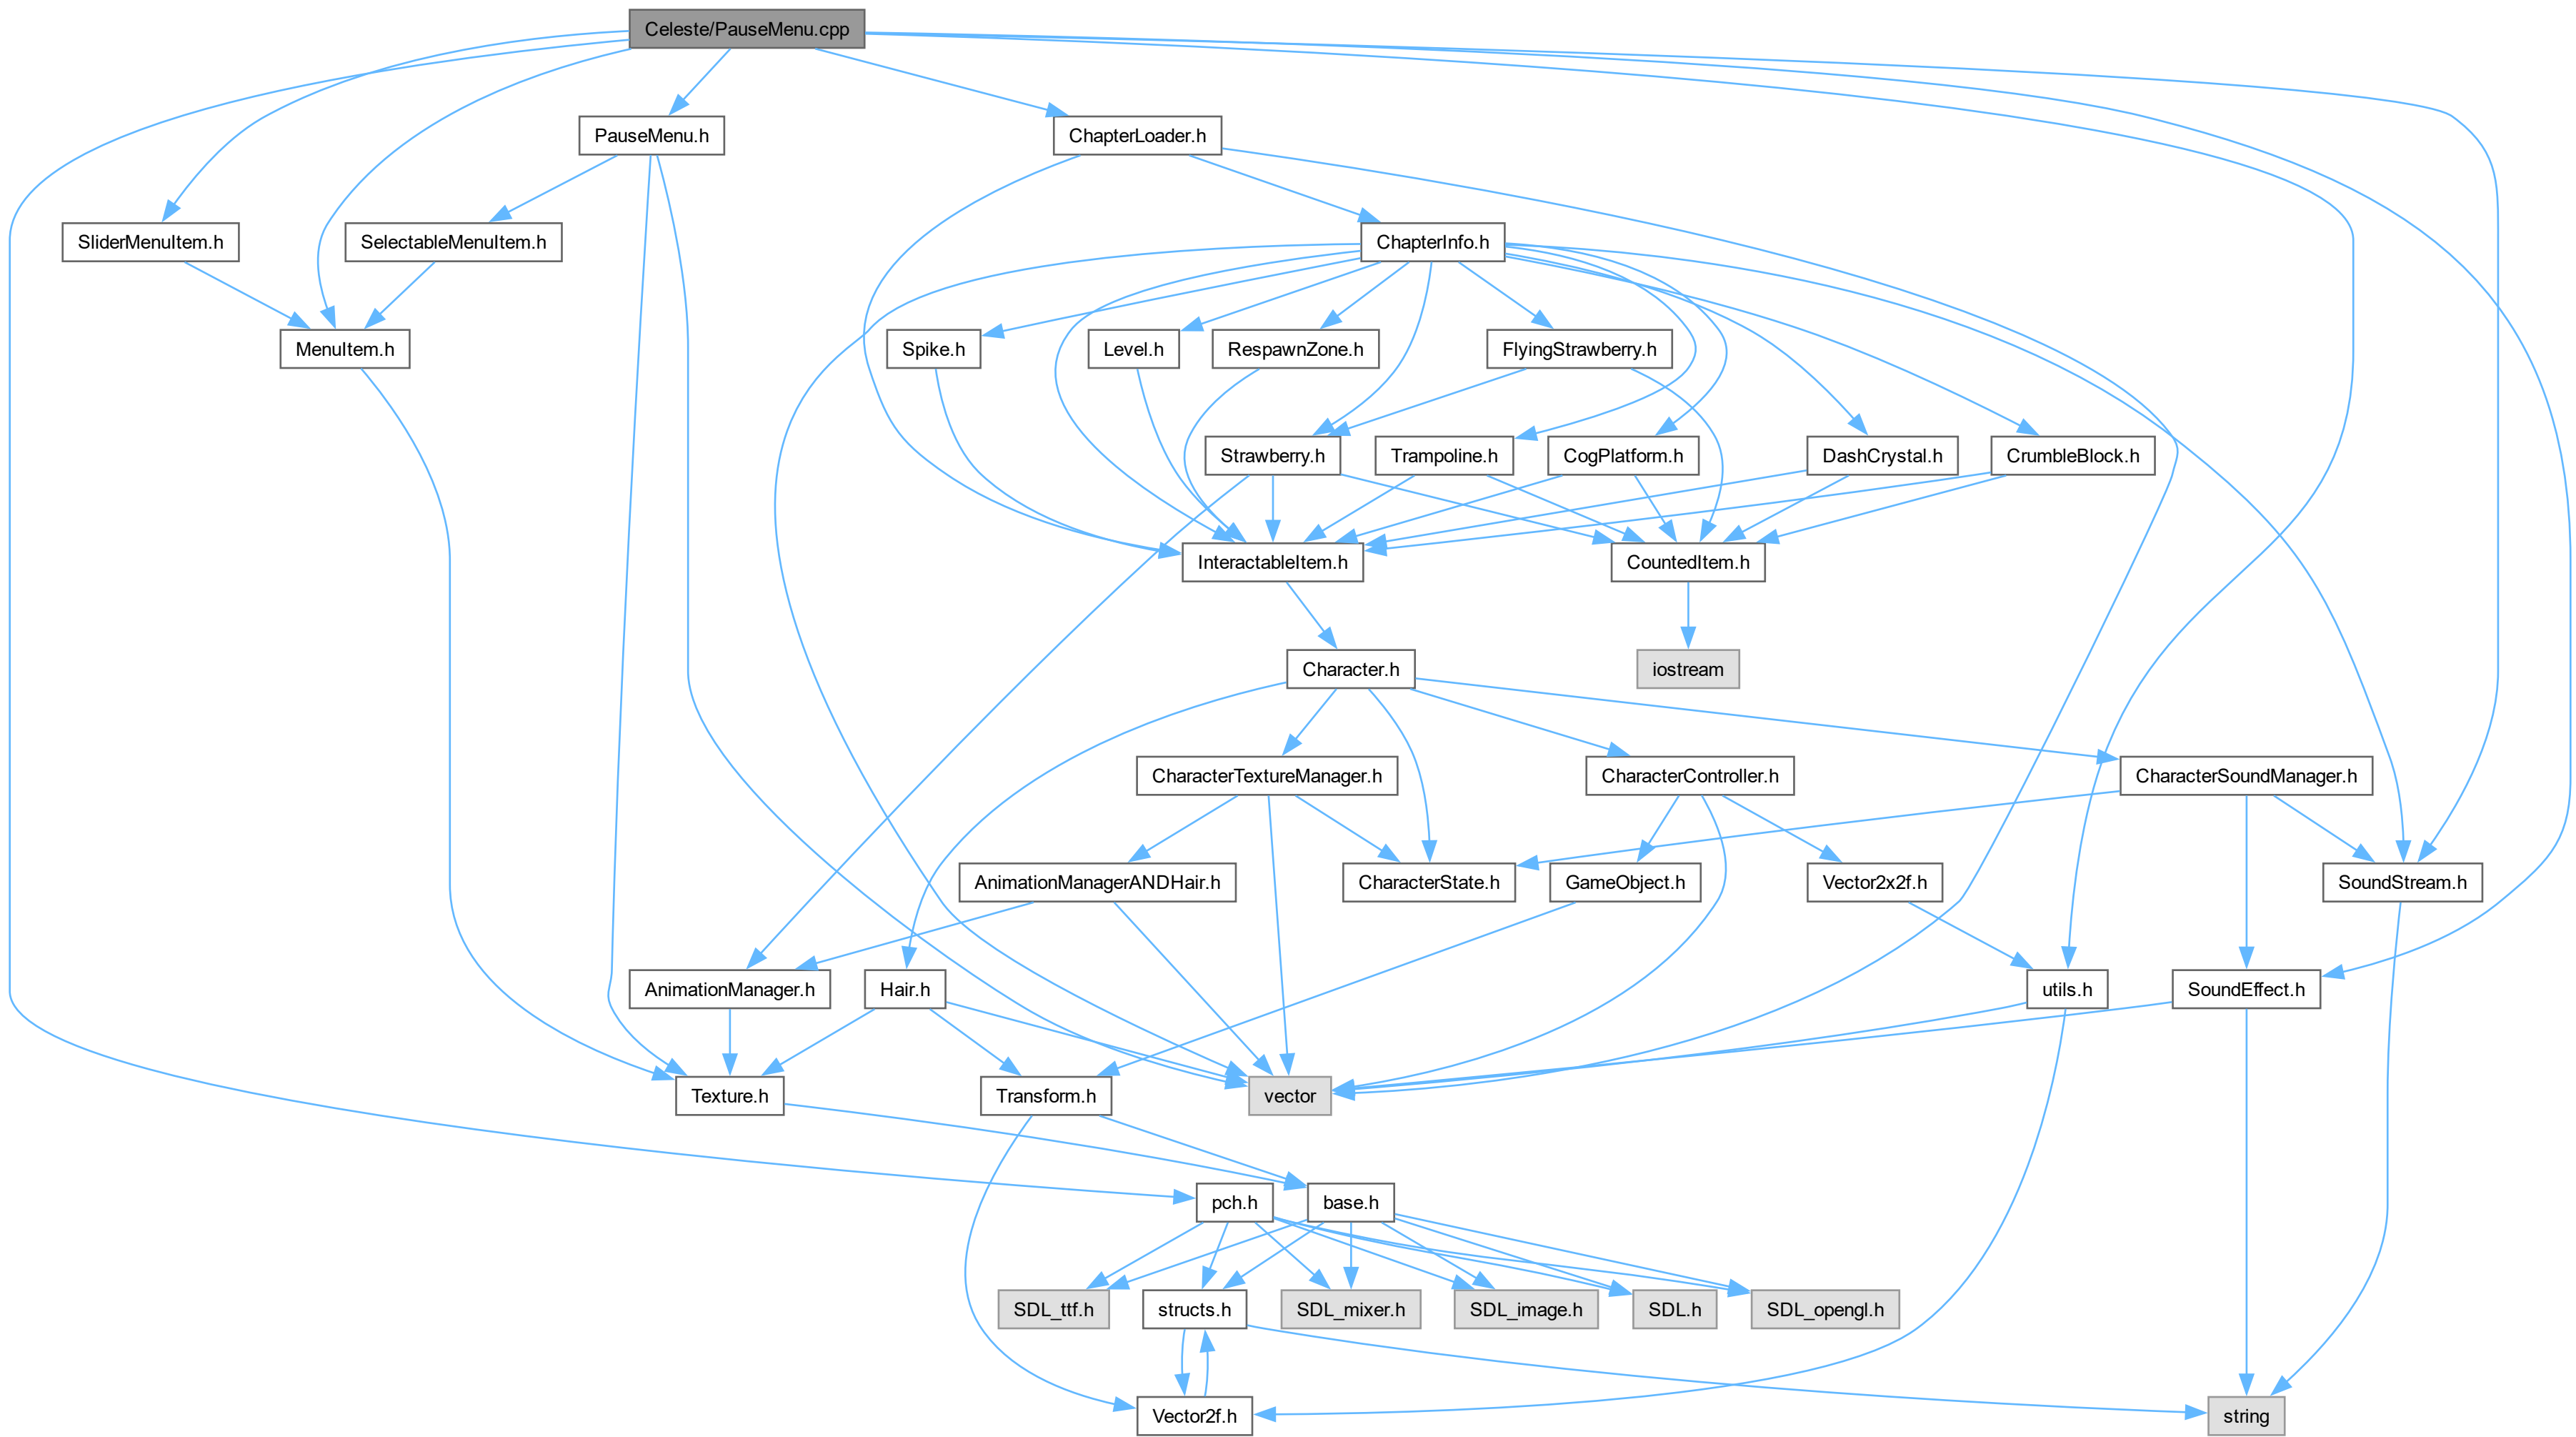 Celeste/PauseMenu.cpp
PauseMenu.h
ChapterLoader.h
SliderMenuItem.h
SelectableMenuItem.h
ChapterInfo.h
MenuItem.h
Spike.h
Level.h
RespawnZone.h
FlyingStrawberry.h
Strawberry.h
Trampoline.h
CogPlatform.h
DashCrystal.h
CrumbleBlock.h
InteractableItem.h
CountedItem.h
Character.h
iostream
CharacterTextureManager.h
CharacterController.h
CharacterSoundManager.h
AnimationManagerANDHair.h
CharacterState.h
GameObject.h
Vector2x2f.h
SoundStream.h
AnimationManager.h
Hair.h
utils.h
SoundEffect.h
Texture.h
Transform.h
vector
pch.h
base.h
SDL_ttf.h
structs.h
SDL_mixer.h
SDL_image.h
SDL.h
SDL_opengl.h
Vector2f.h
string